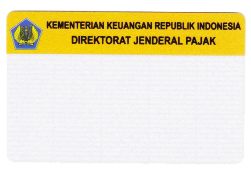 KEMENTERIAN KEUANGAN REPUBLIK INDONESIA
DIREKTORAT JENDERAL PAJAK